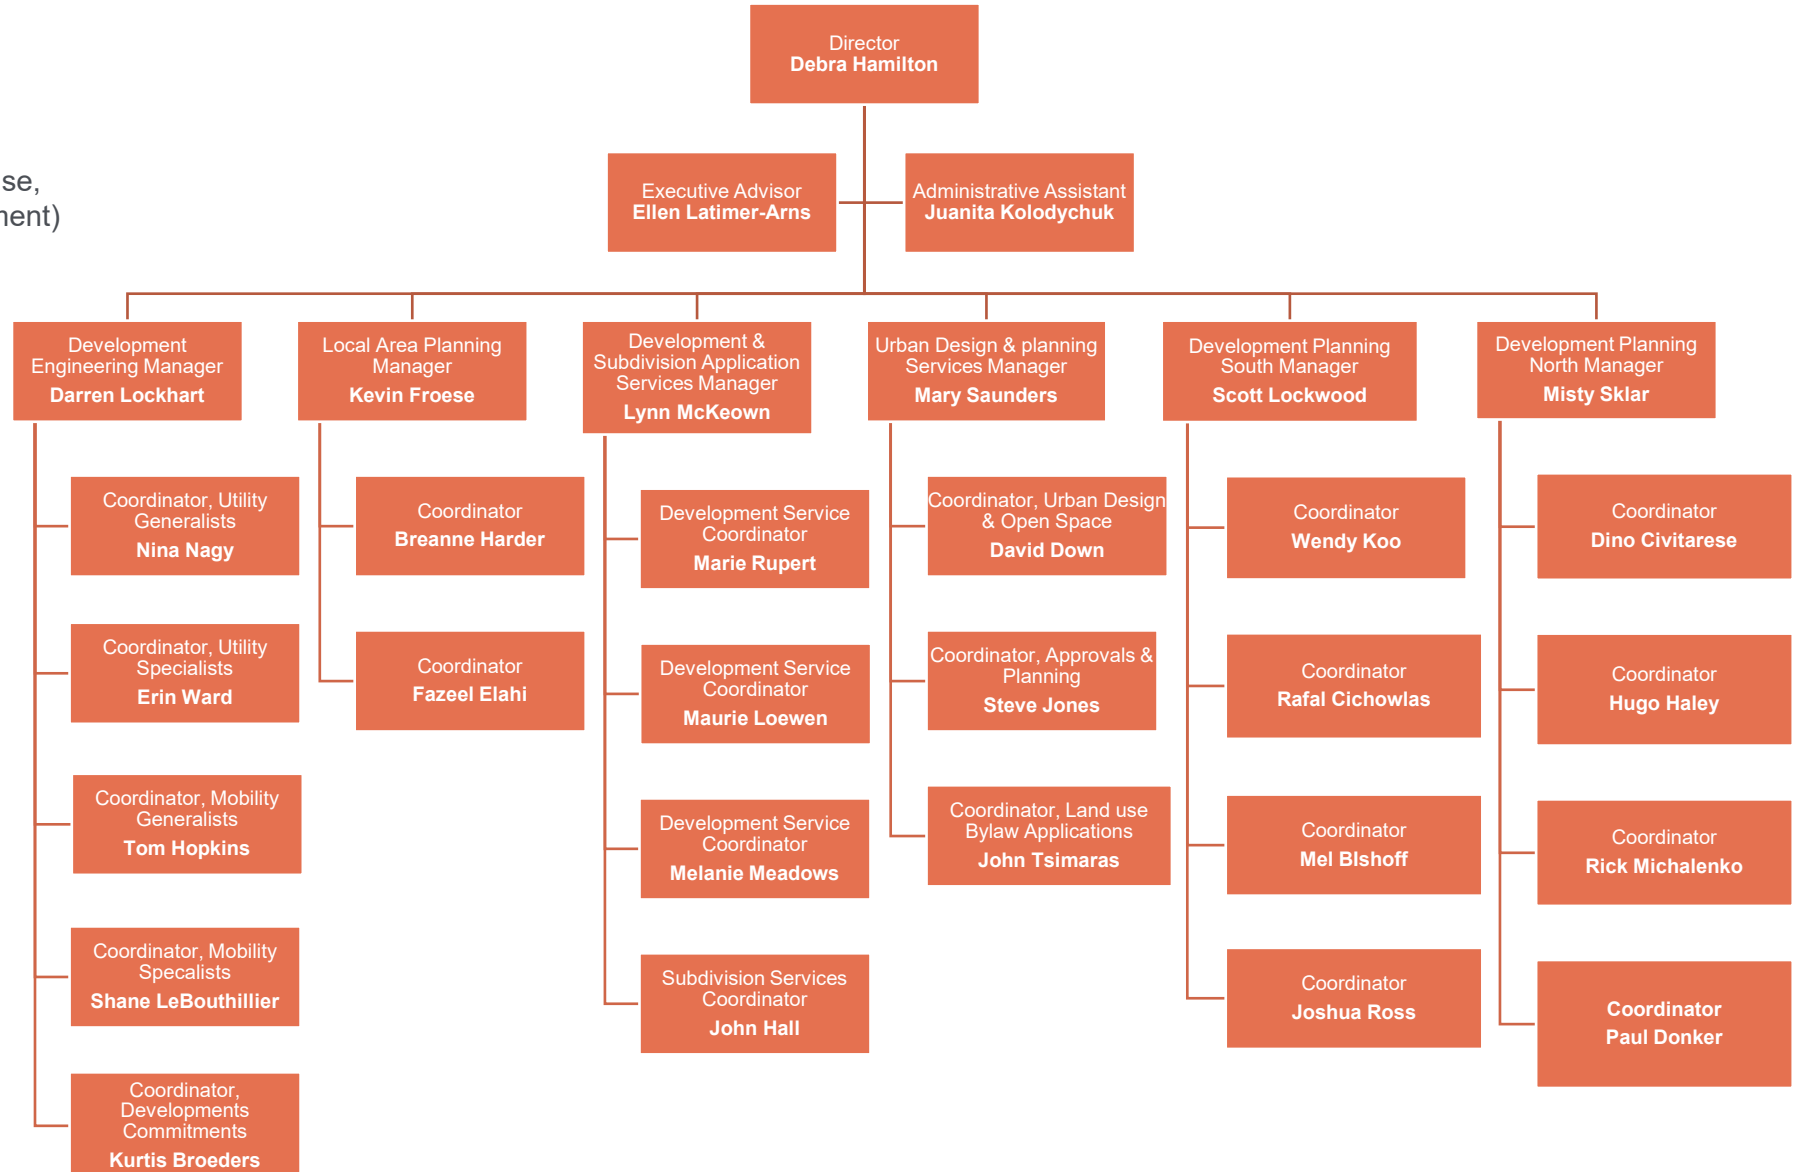 Director
Debra Hamilton
se,
nent)
Executive Advisor
Ellen Latimer-Arns
Administrative Assistant
Juanita Kolodychuk
Development
Engineering Manager
Darren Lockhart
Local Area Planning
Manager
Kevin Froese
Development &
Subdivision Application
Services Manager
Lynn McKeown
Urban Design & planning
Services Manager
Mary Saunders
Development Planning
South Manager
Scott Lockwood
Development Planning
North Manager
Misty Sklar
Coordinator, Utility
Generalists
Nina Nagy
Coordinator, Utility
Specialists
Erin Ward
Coordinator, Mobility
Generalists
Tom Hopkins
Coordinator, Mobility
Specalists
Shane LeBouthillier
Coordinator,
Developments
Commitments
Kurtis Broeders
Coordinator
Breanne Harder
Coordinator
Fazeel Elahi
Development Service
Coordinator
Marie Rupert
Development Service
Coordinator
Maurie Loewen
Development Service
Coordinator
Melanie Meadows
Subdivision Services
Coordinator
John Hall
Coordinator, Urban Design
& Open Space
David Down
Coordinator, Approvals &
Planning
Steve Jones
Coordinator, Land use
Bylaw Applications
John Tsimaras
Coordinator
Wendy Koo
Coordinator
Rafal Cichowlas
Coordinator
Mel BIshoff
Coordinator
Joshua Ross
Coordinator
Dino Civitarese
Coordinator
Hugo Haley
Coordinator
Rick Michalenko
Coordinator
Paul Donker